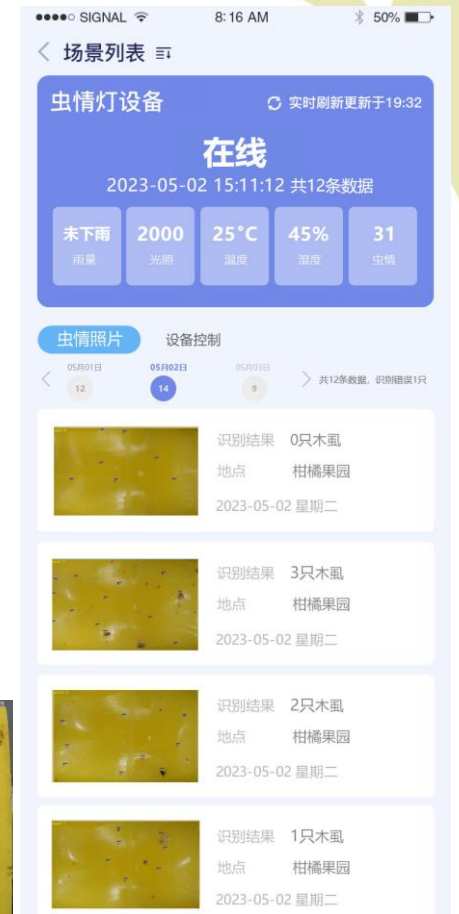 SIGNAL 8:16 AM 50%
场景列表
虫情灯设备 实时刷新更新于19:32
在线
2023-05-02 15:11:12 共12条数据
未下雨 2000 25°C 45% 31
雨量 光照 温度 湿度 虫情
虫情照片 设备控制
05月01日 05月02日 05月03日
12 14 9 共12条数据，识别错误1只
识别结果 0只木虱
地点 柑橘果园
2023-05-02 星期二
识别结果 3只木虱
地点 柑橘果园
2023-05-02 星期二
识别结果 2只木虱
地点 柑橘果园
2023-05-02 星期二
识别结果 1只木虱
地点 柑橘果园
2023-05-02 星期二